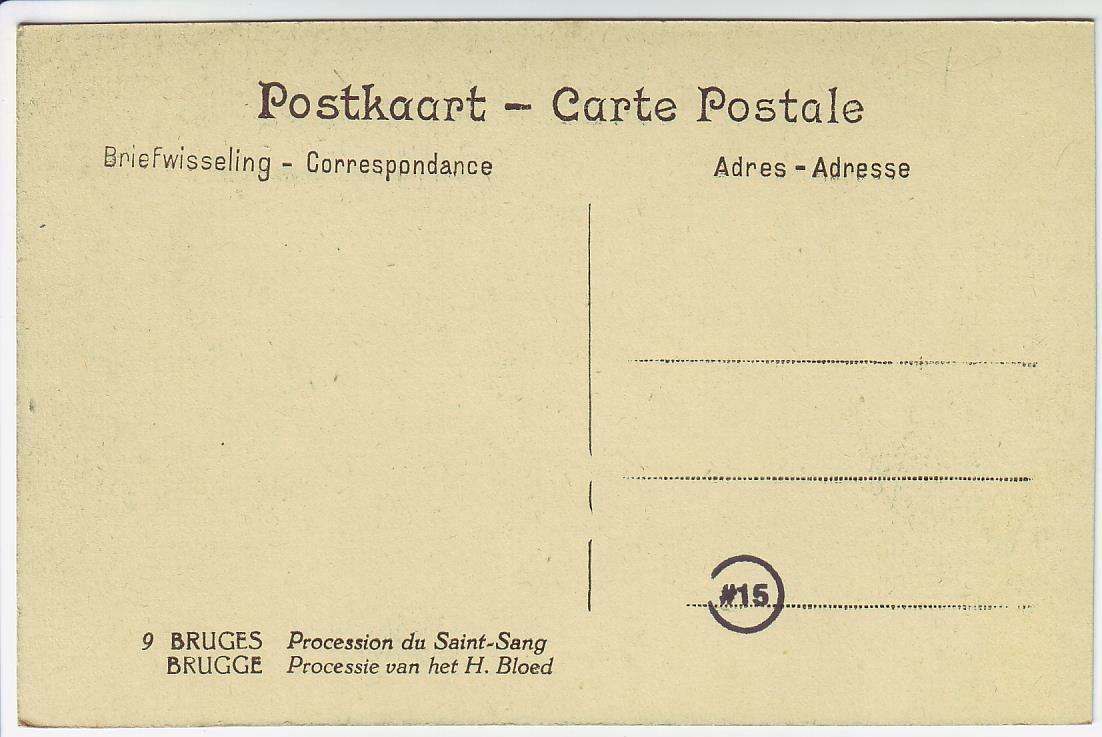 Postkaart - Carte Postale
Briefwisseling - Correspondance
Adres - Adresse
#15
9 BRUGES Procession du Saint-Sang
BRUGGE Processie van het H. Bloed